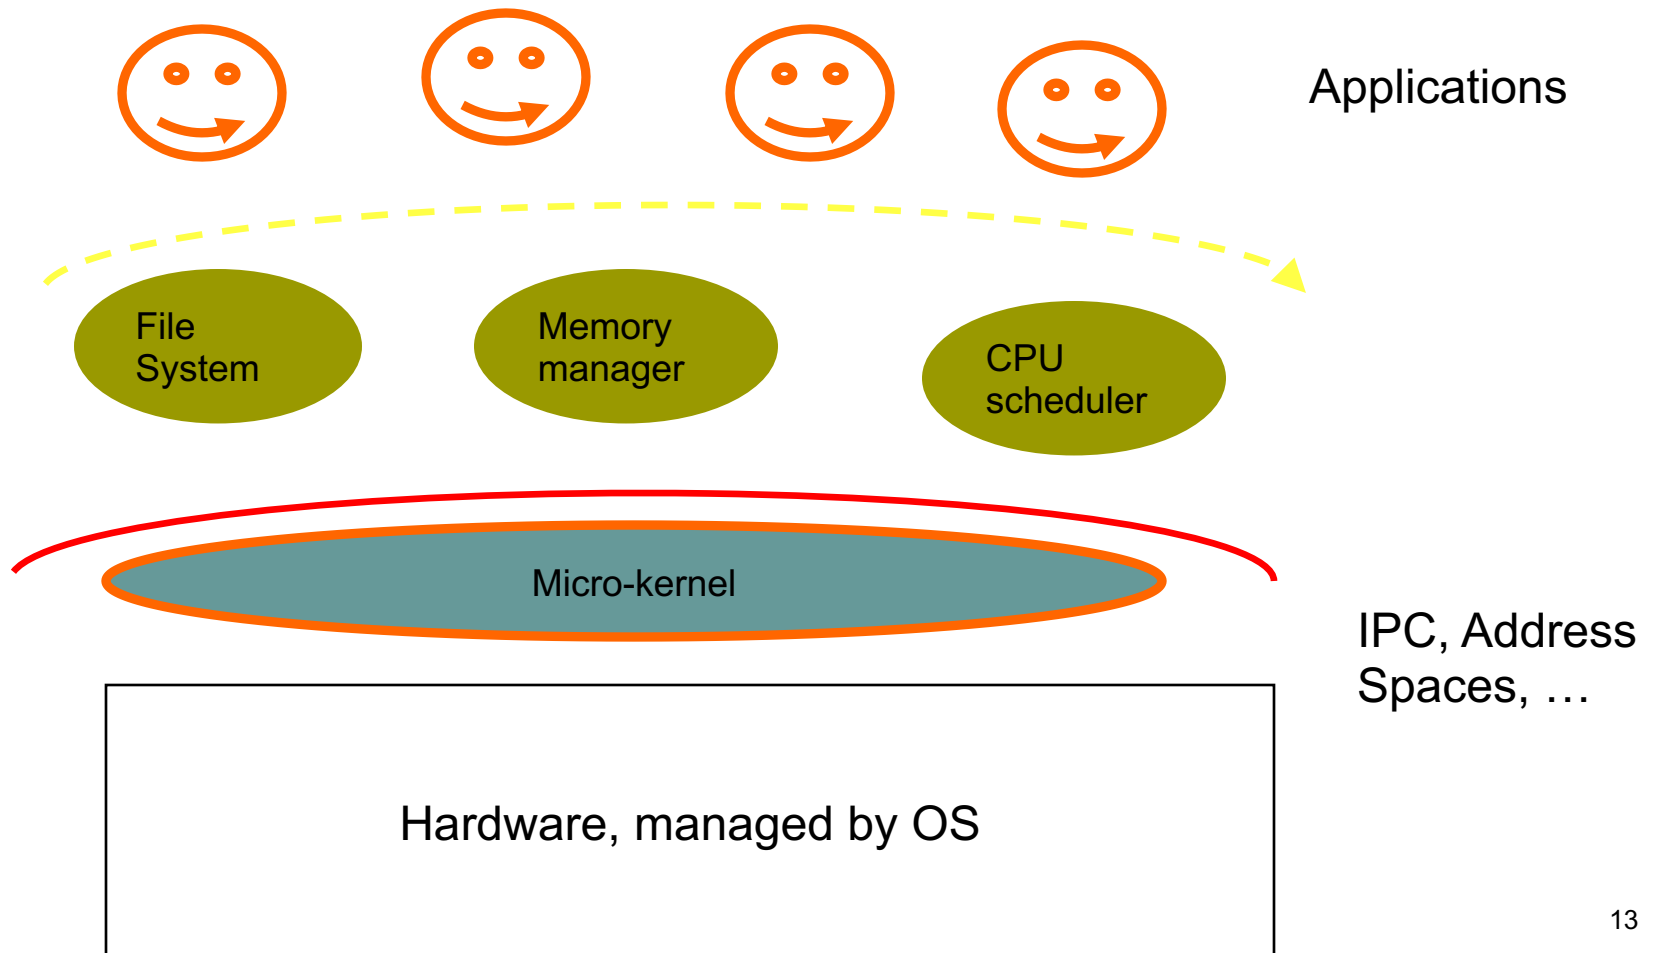 Applications
File
System
Memory
manager
CPU
scheduler
Micro-kernel
IPC, Address
Spaces, …
Hardware, managed by OS
13